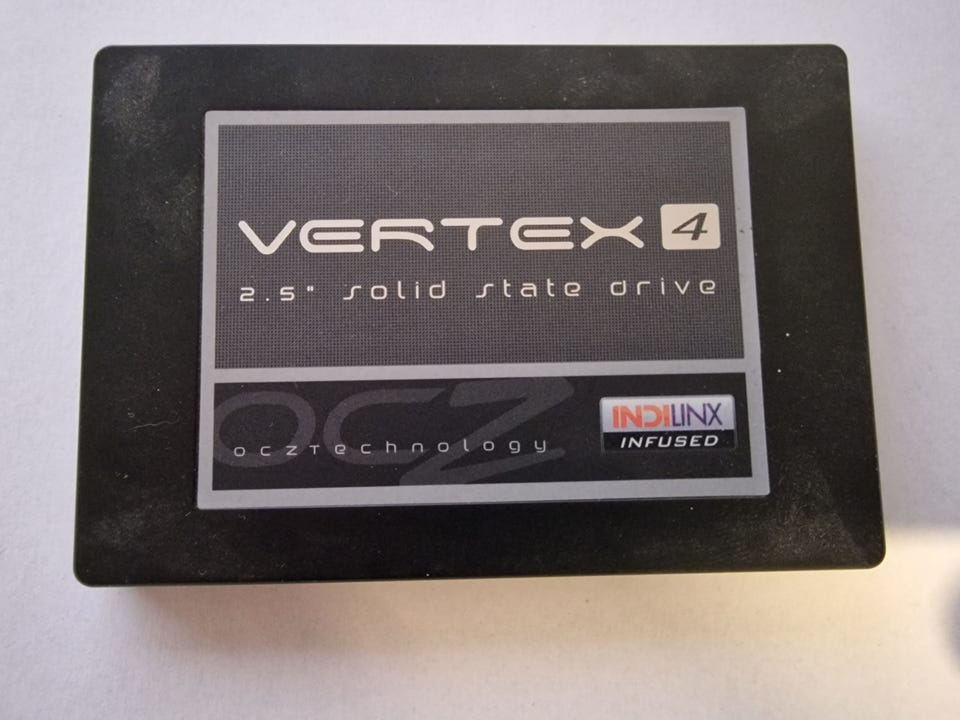 VERTEX 4
2.5" solid state drive
OCZ
OCZTechnology
INDILINX
INFUSED